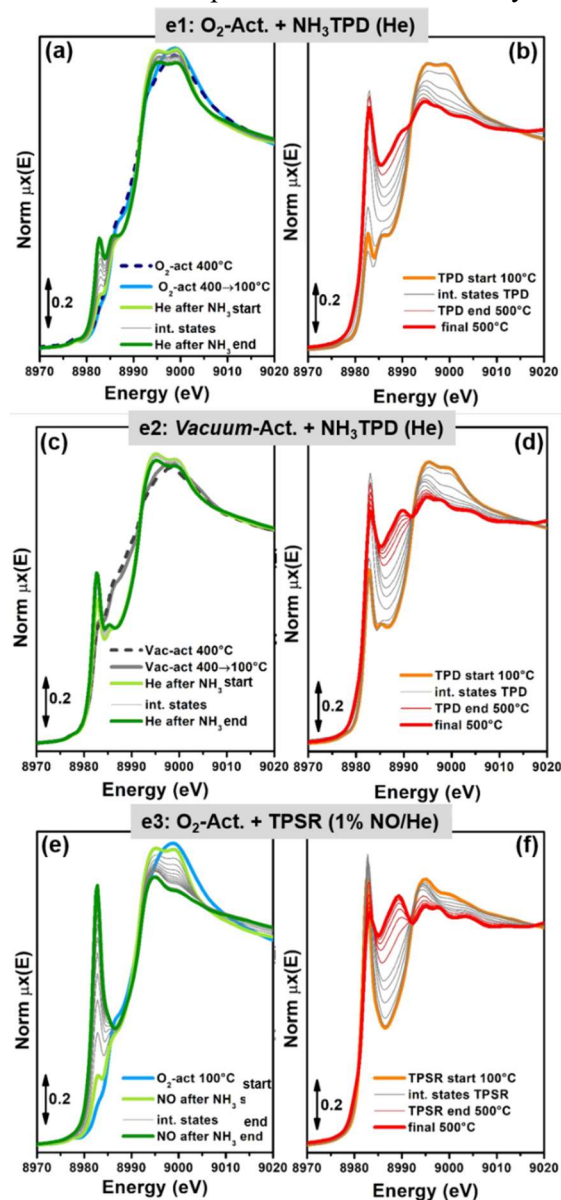 e1: O₂-Act. + NH₃TPD (He)
(a)
(b)
Norm μx(E)
0.2
O₂-act 400°C
O₂-act 400→100°C
He after NH₃ start
int. states
He after NH₃ end
0.2
TPD start 100°C
int. states TPD
TPD end 500°C
final 500°C
8970 8980 8990 9000 9010 9020
8970 8980 8990 9000 9010 9020
Energy (eV)
Energy (eV)
e2: Vacuum-Act. + NH₃TPD (He)
(c)
(d)
Norm μx(E)
0.2
Vac-act 400°C
Vac-act 400→100°C
He after NH₃ start
int. states
He after NH₃ end
0.2
TPD start 100°C
int. states TPD
TPD end 500°C
final 500°C
8970 8980 8990 9000 9010 9020
8970 8980 8990 9000 9010 9020
Energy (eV)
Energy (eV)
e3: O₂-Act. + TPSR (1% NO/He)
(e)
(f)
Norm μx(E)
0.2
O₂-act 100°C
start
NO after NH₃ s
int. states
end
NO after NH₃ end
0.2
TPSR start 100°C
int. states TPSR
TPSR end 500°C
final 500°C
8970 8980 8990 9000 9010 9020
8970 8980 8990 9000 9010 9020
Energy (eV)
Energy (eV)